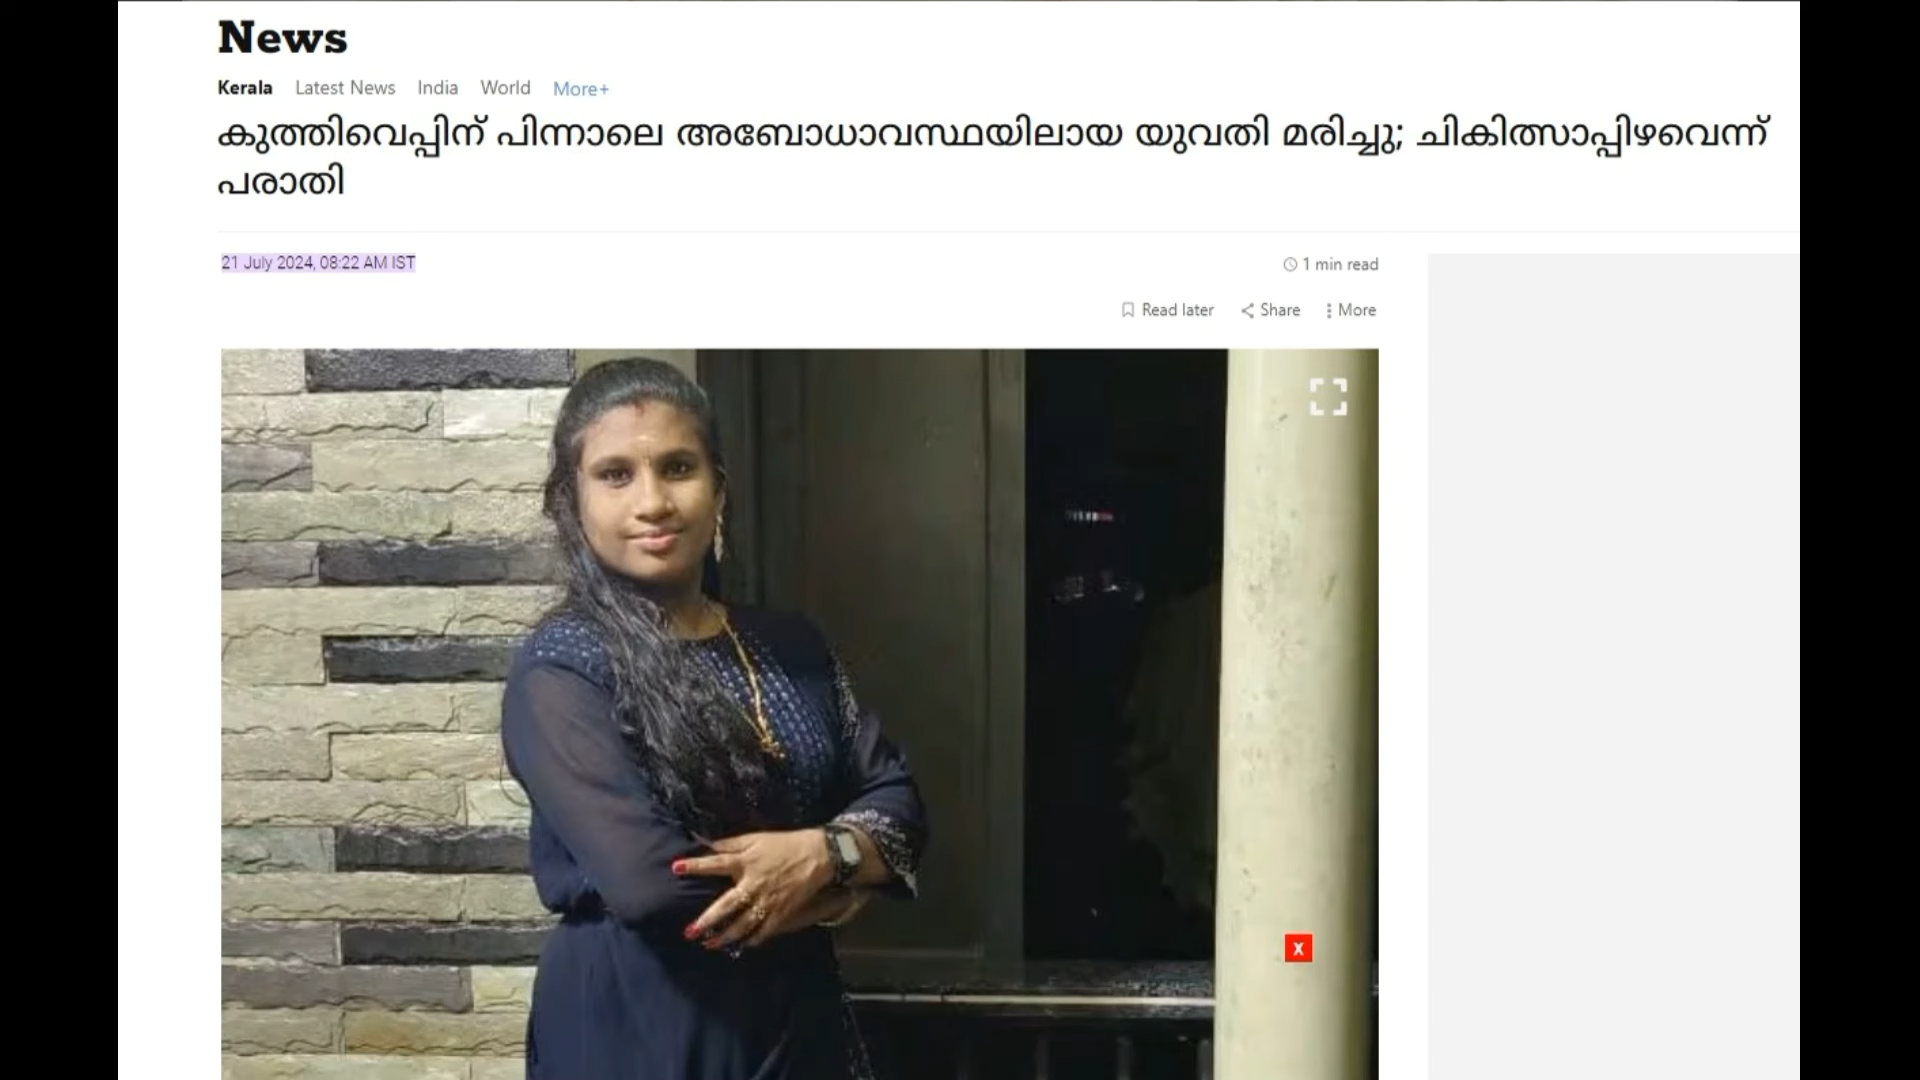 News
Kerala Latest News India World More+
കുത്തിവെപ്പിന് പിന്നാലെ അബോധാവസ്ഥയിലായ യുവതി മരിച്ചു; ചികിത്സാപ്പിഴവെന്ന്
പരാതി
21 July 2024, 08:22 AM IST
1 min read
Read later Share More
X